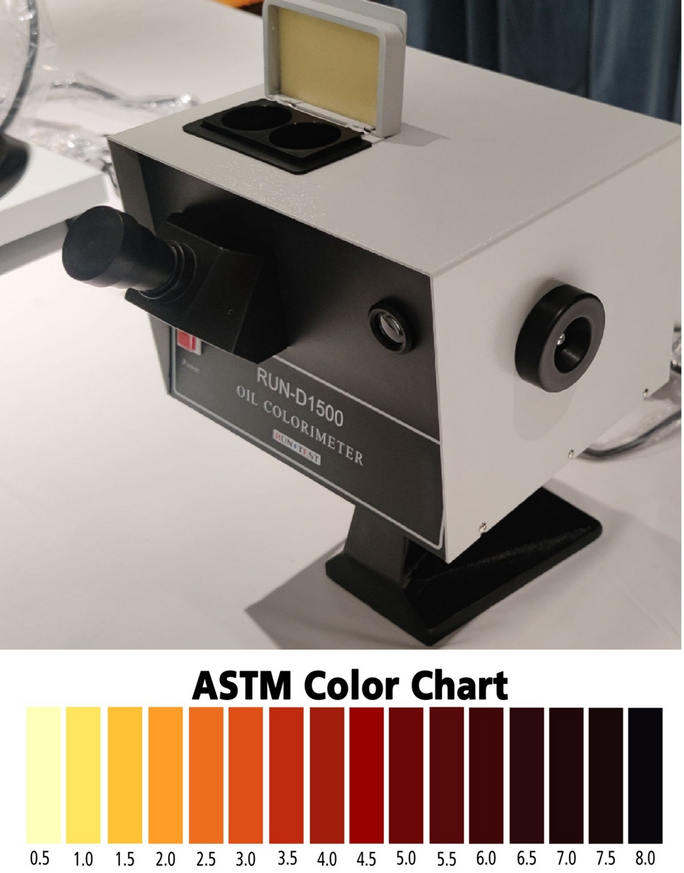 Power
RUN-D1500
OIL COLORIMETER
RUNFTEST
ASTM Color Chart
0.5 1.0 1.5 2.0 2.5 3.0 3.5 4.0 4.5 5.0 5.5 6.0 6.5 7.0 7.5 8.0